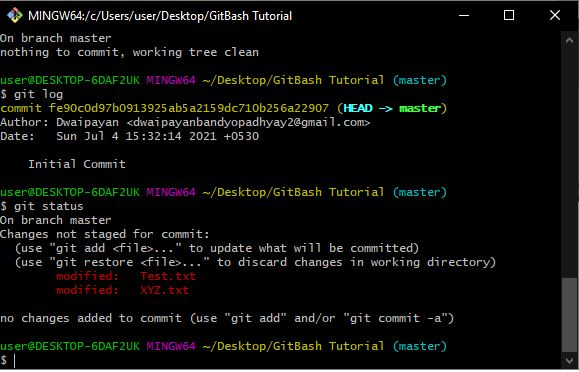 MINGW64:/c/Users/user/Desktop/GitBash Tutorial
On branch master
nothing to commit, working tree clean
user@DESKTOP-6DAF2UK MINGW64 ~/Desktop/GitBash Tutorial (master)
$ git log
commit fe90c0d97b0913925ab5a2159dc710b256a22907 (HEAD -> master)
Author: Dwaipayan <dwaipayanbandyopadhyay2@gmail.com>
Date:   Sun Jul 4 15:32:14 2021 +0530
    Initial Commit
user@DESKTOP-6DAF2UK MINGW64 ~/Desktop/GitBash Tutorial (master)
$ git status
On branch master
Changes not staged for commit:
  (use "git add <file>..." to update what will be committed)
  (use "git restore <file>..." to discard changes in working directory)
        modified:   Test.txt
        modified:   XYZ.txt
no changes added to commit (use "git add" and/or "git commit -a")
user@DESKTOP-6DAF2UK MINGW64 ~/Desktop/GitBash Tutorial (master)
$